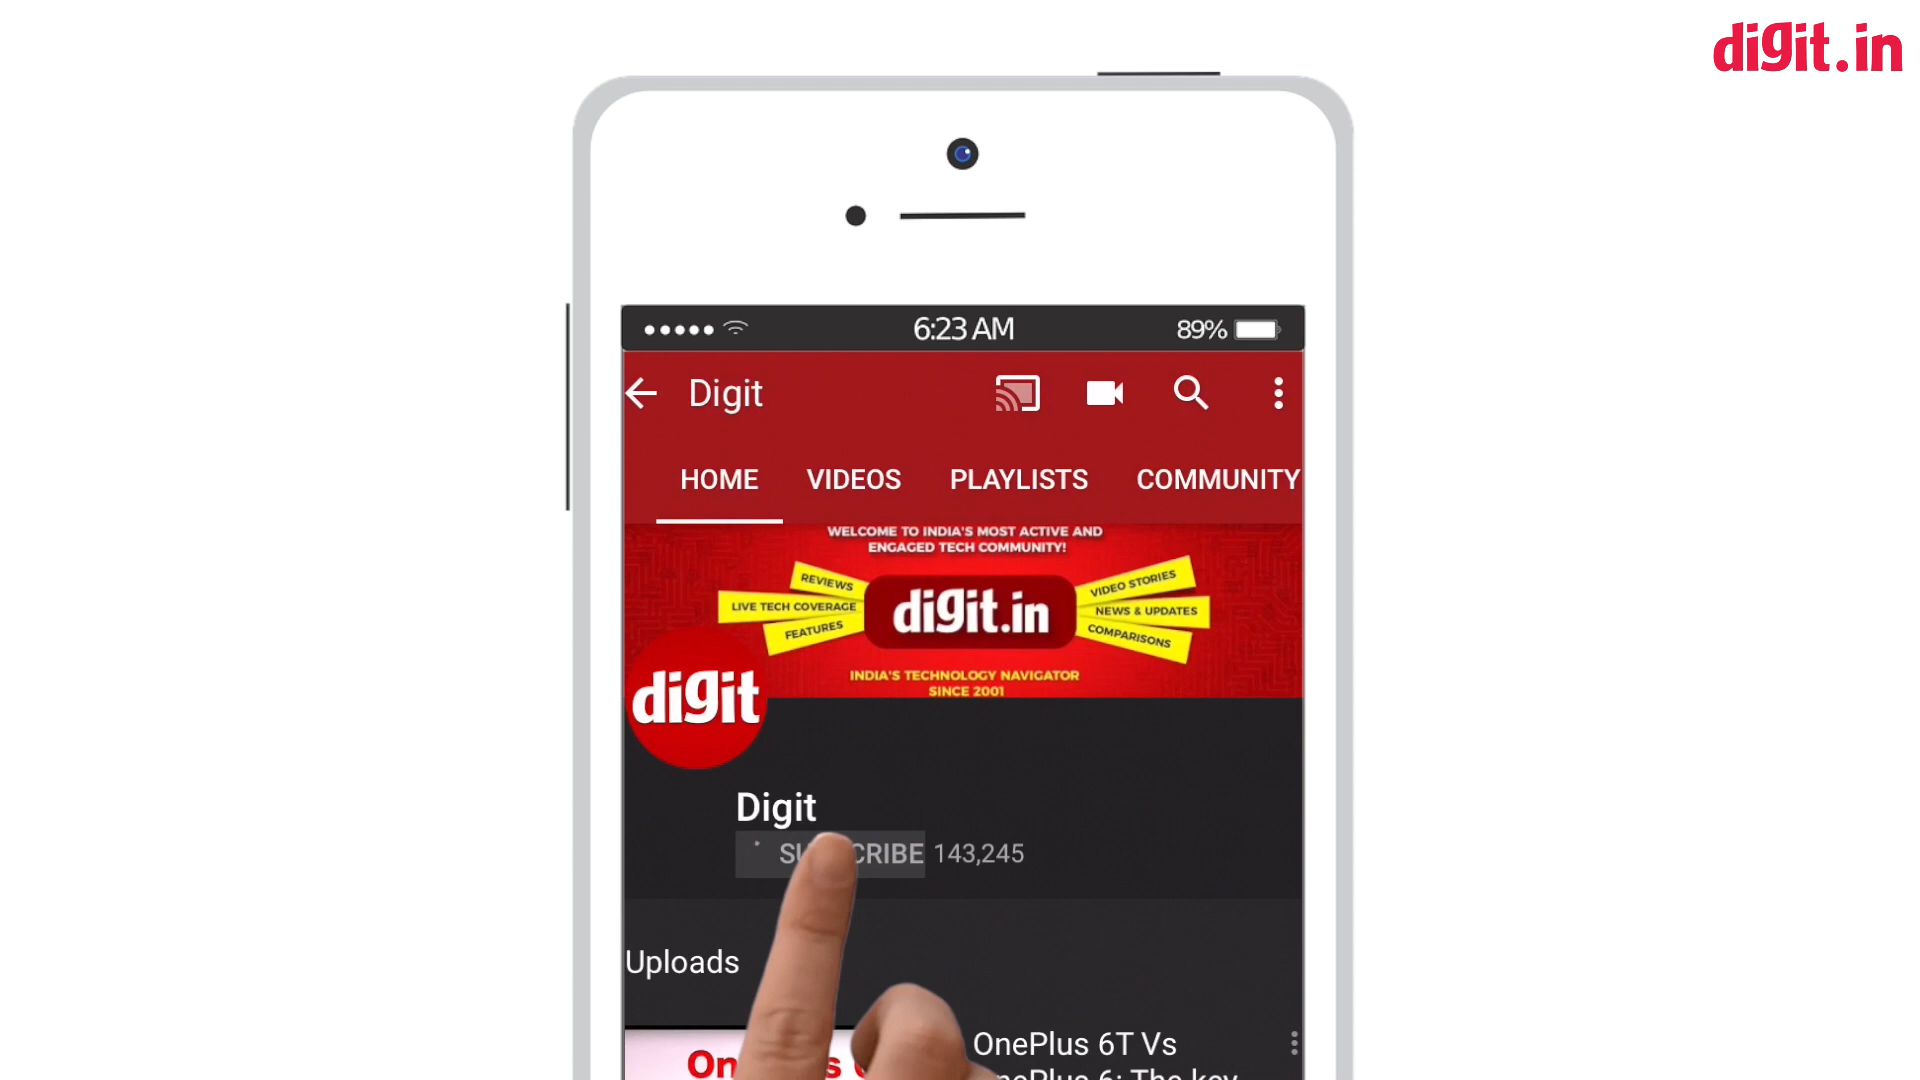 digit.in
6:23 AM
89%
Digit
HOME VIDEOS PLAYLISTS COMMUNITY
WELCOME TO INDIA'S MOST ACTIVE AND
ENGAGED TECH COMMUNITY!
REVIEWS
LIVE TECH COVERAGE
FEATURES
digit.in
VIDEO STORIES
NEWS & UPDATES
COMPARISONS
INDIA'S TECHNOLOGY NAVIGATOR
SINCE 2001
digit
Digit
143,245
Uploads
OnePlus 6T Vs
The key